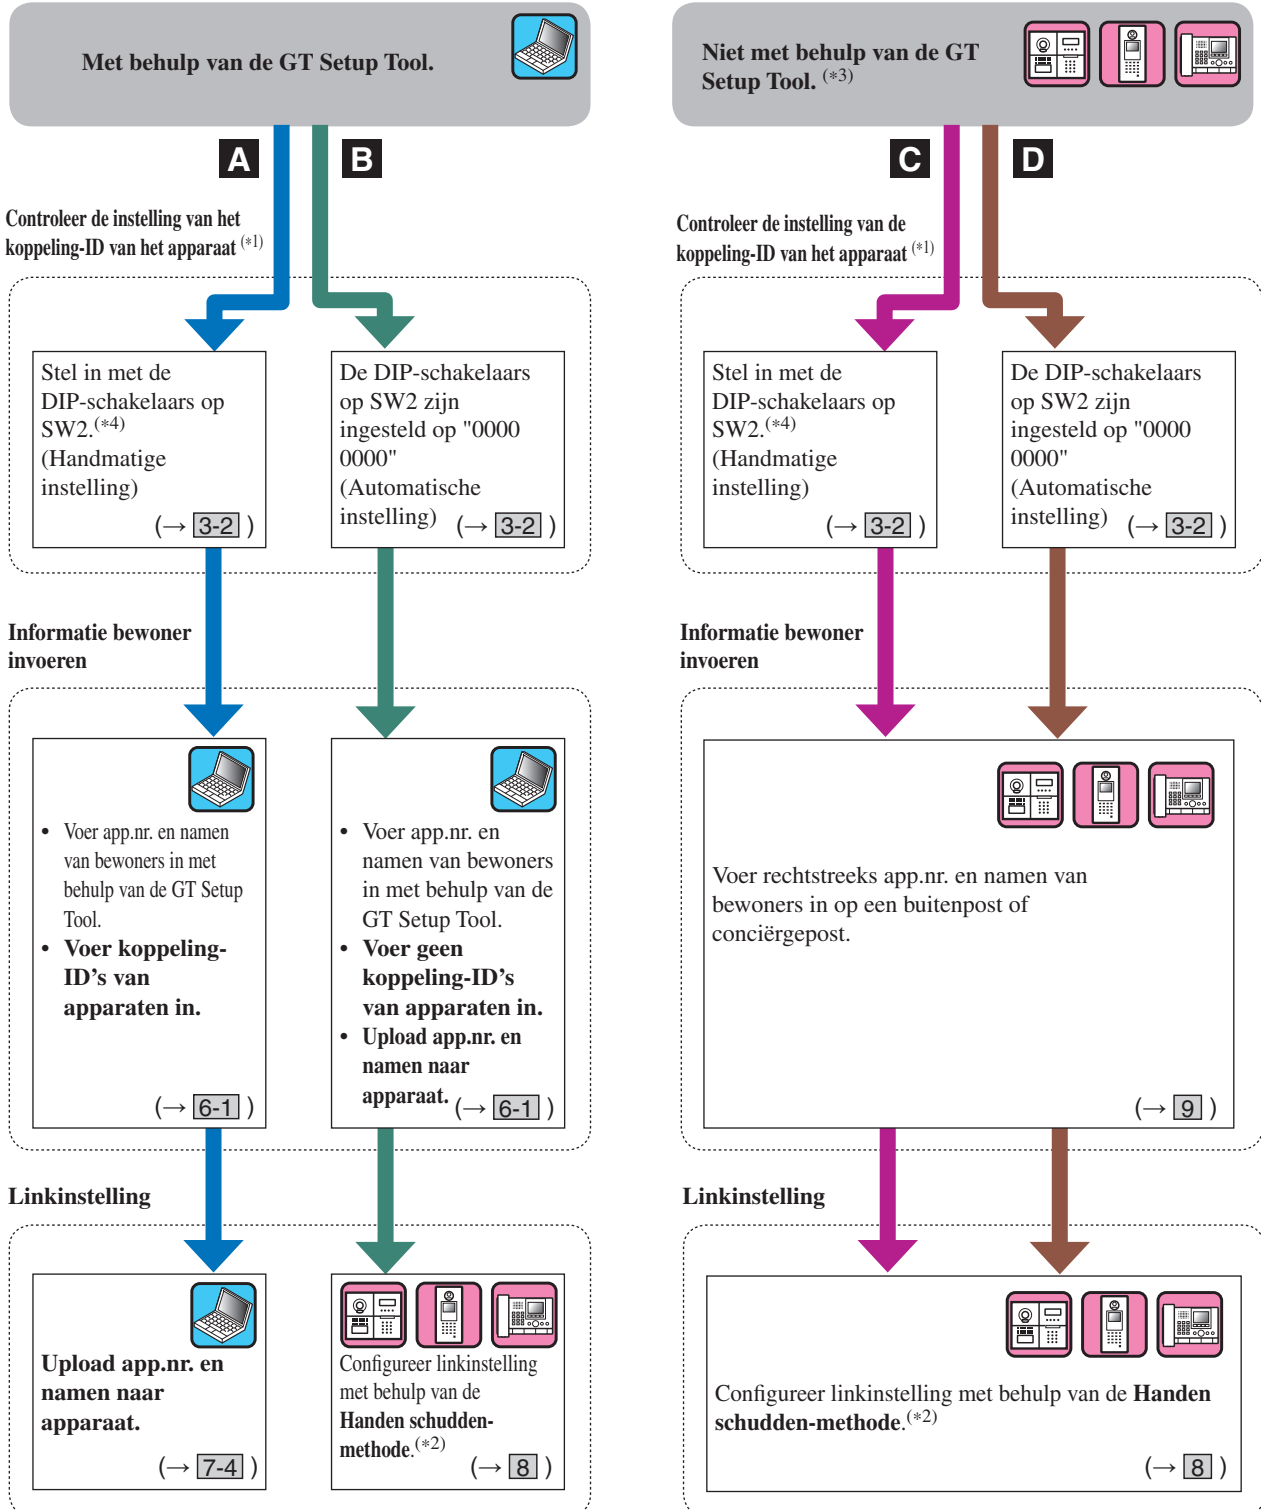 Met behulp van de GT Setup Tool.
Niet met behulp van de GT
Setup Tool. (*3)
A
B
C
D
Controleer de instelling van het
koppeling-ID van het apparaat (*1)
Controleer de instelling van de
koppeling-ID van het apparaat (*1)
Stel in met de
DIP-schakelaars op
SW2.(*4)
(Handmatige
instelling)
(→ 3-2 )
De DIP-schakelaars
op SW2 zijn
ingesteld op "0000
0000"
(Automatische
instelling) (→ 3-2 )
Stel in met de
DIP-schakelaars op
SW2.(*4)
(Handmatige
instelling)
(→ 3-2 )
De DIP-schakelaars
op SW2 zijn
ingesteld op "0000
0000"
(Automatische
instelling) (→ 3-2 )
Informatie bewoner
invoeren
Informatie bewoner
invoeren
• Voer app.nr. en namen
van bewoners in met
behulp van de GT Setup
Tool.
• Voer koppeling-
ID’s van
apparaten in.
(→ 6-1 )
• Voer app.nr. en
namen van bewoners
in met behulp van de
GT Setup Tool.
• Voer geen
koppeling-ID’s
van apparaten in.
• Upload app.nr. en
namen naar
apparaat. (→ 6-1 )
Voer rechtstreeks app.nr. en namen van
bewoners in op een buitenpost of
conciërgepost.
(→ 9 )
Linkinstelling
Linkinstelling
Upload app.nr. en
namen naar
apparaat.
(→ 7-4 )
Configureer linkinstelling
met behulp van de
Handen schudden-
methode.(*2)
(→ 8 )
Configureer linkinstelling met behulp van de Handen
schudden-methode.(*2)
(→ 8 )